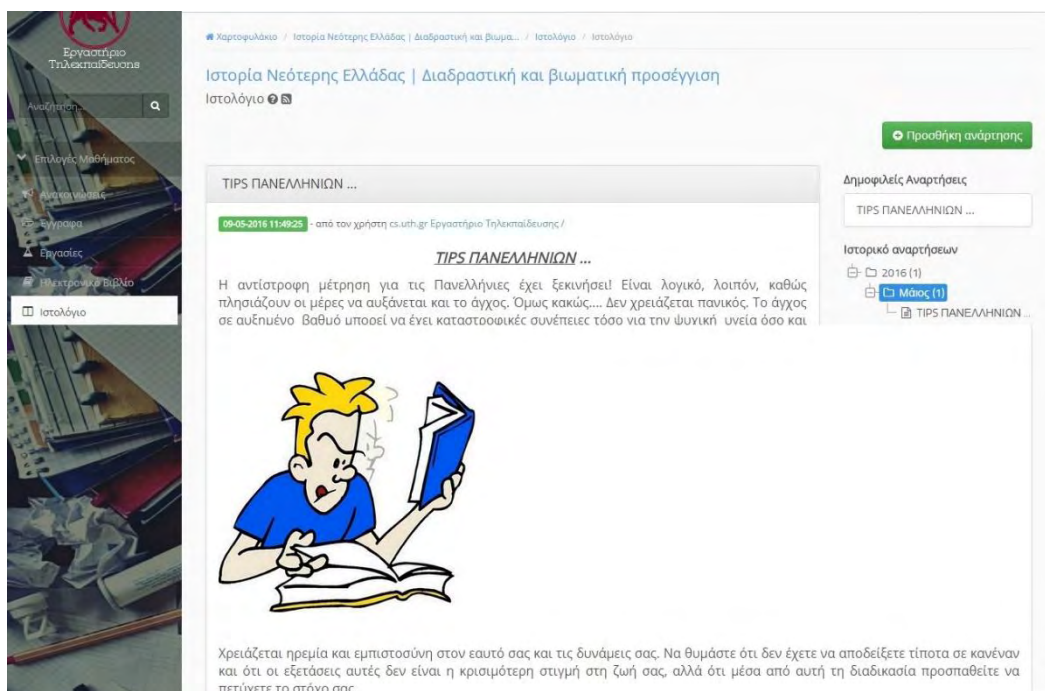 Εργαστήριο
Τηλεκπαίδευσης
Αναζήτηση...
Επιλογές Μαθήματος
Ανακοινώσεις
Έγγραφα
Εργασίες
Ηλεκτρονικό Βιβλίο
Ιστολόγιο
Χαρτοφυλάκιο / Ιστορία Νεότερης Ελλάδας | Διαδραστική και βιωμα... / Ιστολόγιο / Ιστολόγιο
Ιστορία Νεότερης Ελλάδας | Διαδραστική και βιωματική προσέγγιση
Ιστολόγιο
Προσθήκη ανάρτησης
TIPS ΠΑΝΕΛΛΗΝΙΩΝ ...
09-05-2016 11:49:25 - από τον χρήστη cs.uth.gr Εργαστήριο Τηλεκπαίδευσης /
TIPS ΠΑΝΕΛΛΗΝΙΩΝ ...
Η αντίστροφη μέτρηση για τις Πανελλήνιες έχει ξεκινήσει! Είναι λογικό, λοιπόν, καθώς
πλησιάζουν οι μέρες να αυξάνεται και το άγχος. Όμως κακώς.... Δεν χρειάζεται πανικός. Το άγχος
σε αυξημένο βαθμό μπορεί να έχει καταστροφικές συνέπειες τόσο για την ψυχική υγεία όσο και
Χρειάζεται ηρεμία και εμπιστοσύνη στον εαυτό σας και τις δυνάμεις σας. Να θυμάστε ότι δεν έχετε να αποδείξετε τίποτα σε κανέναν
και ότι οι εξετάσεις αυτές δεν είναι η κρισιμότερη στιγμή στη ζωή σας, αλλά ότι μέσα από αυτή τη διαδικασία προσπαθείτε να
πετύχετε το στόχο σας
Δημοφιλείς Αναρτήσεις
TIPS ΠΑΝΕΛΛΗΝΙΩΝ ...
Ιστορικό αναρτήσεων
2016 (1)
Μάιος (1)
TIPS ΠΑΝΕΛΛΗΝΙΩΝ ...